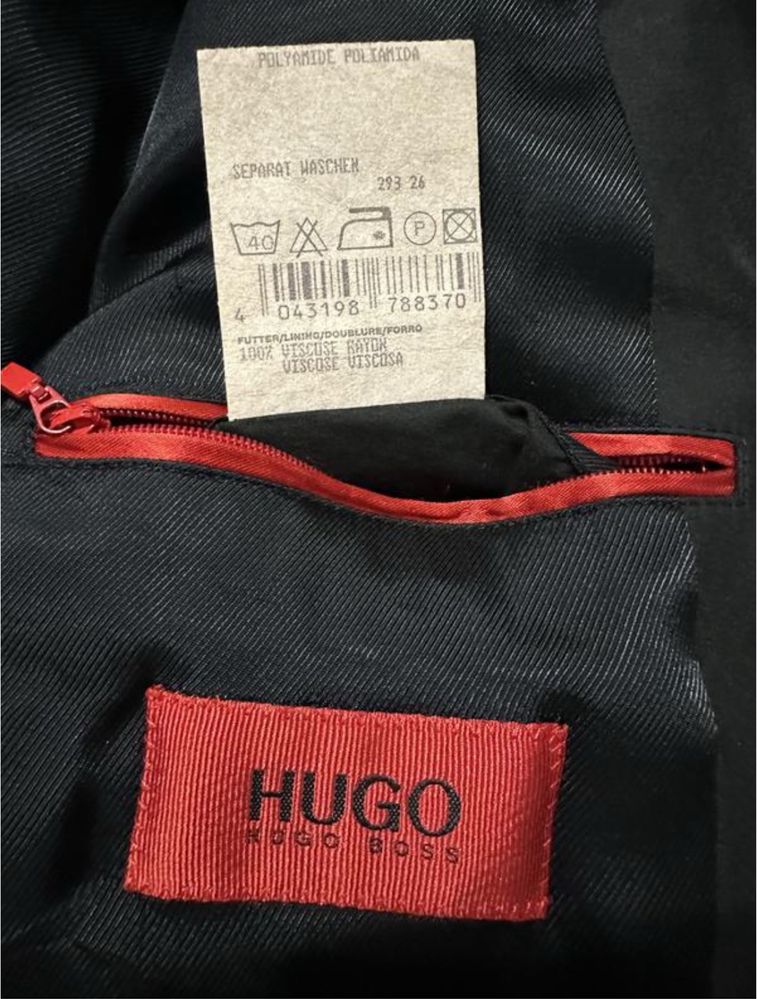 POLYAMIDE POLIAMIDA
SEPARAT WASCHEN
293 26
40 P
4 043198 788370
FUTTER/LINING/DOUBLURE/FORRO
100% VISCOSE RAYON
VISCOSE VISCOSA
HUGO
HUGO BOSS